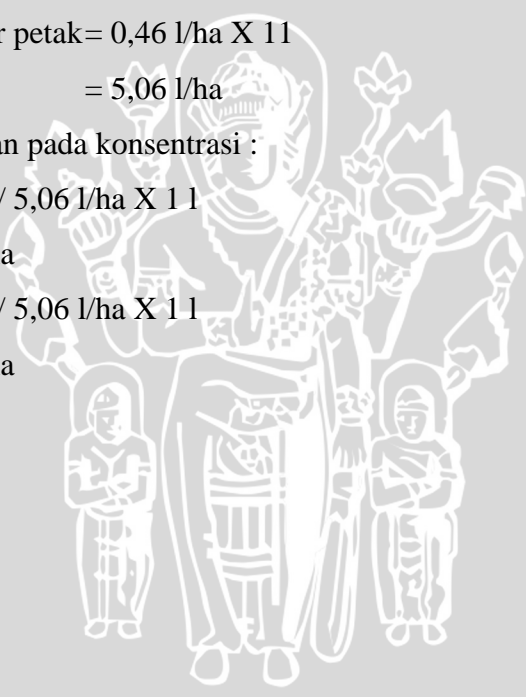 r petak= 0,46 l/ha X 11
= 5,06 l/ha
an pada konsentrasi :
/ 5,06 l/ha X 1 l
a
/ 5,06 l/ha X 1 l
a